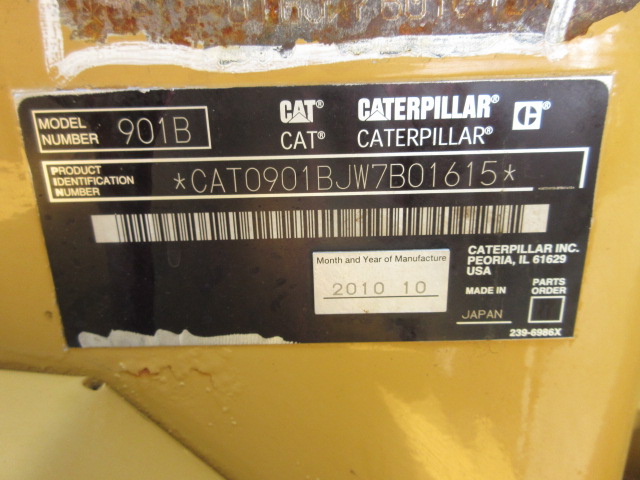 MODEL NUMBER 901B
CAT® CATERPILLAR® C®
CAT® CATERPILLAR®
PRODUCT IDENTIFICATION NUMBER *CAT0901BJW7B01615*
Month and Year of Manufacture
2010 10
CATERPILLAR INC.
PEORIA, IL 61629
USA
MADE IN
JAPAN
PARTS ORDER
239-6986X